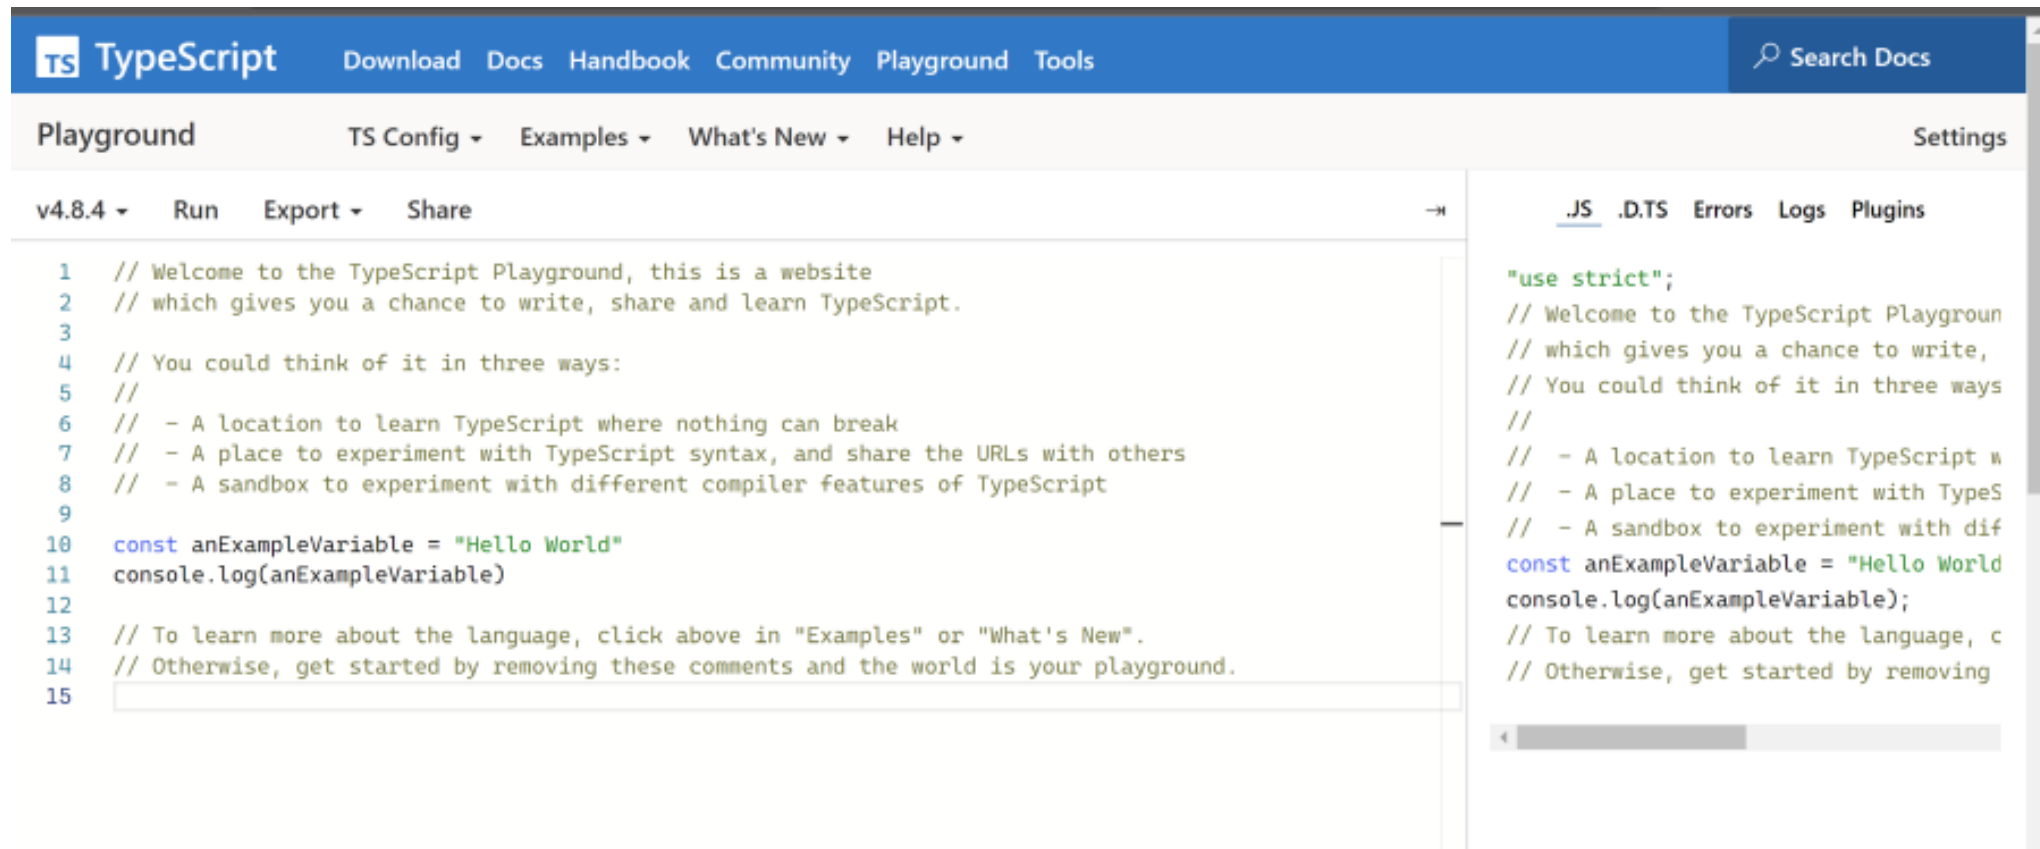 TS TypeScript Download Docs Handbook Community Playground Tools Search Docs
Playground TS Config Examples What's New Help Settings
v4.8.4 Run Export Share
1 // Welcome to the TypeScript Playground, this is a website
2 // which gives you a chance to write, share and learn TypeScript.
3
4 // You could think of it in three ways:
5 //
6 //  - A location to learn TypeScript where nothing can break
7 //  - A place to experiment with TypeScript syntax, and share the URLs with others
8 //  - A sandbox to experiment with different compiler features of TypeScript
9
10 const anExampleVariable = "Hello World"
11 console.log(anExampleVariable)
12
13 // To learn more about the language, click above in "Examples" or "What's New".
14 // Otherwise, get started by removing these comments and the world is your playground.
15
.JS .D.TS Errors Logs Plugins
"use strict";
// Welcome to the TypeScript Playgroun
// which gives you a chance to write,
// You could think of it in three ways
//
//  - A location to learn TypeScript w
//  - A place to experiment with TypeS
//  - A sandbox to experiment with dif
const anExampleVariable = "Hello World
console.log(anExampleVariable);
// To learn more about the language, c
// Otherwise, get started by removing